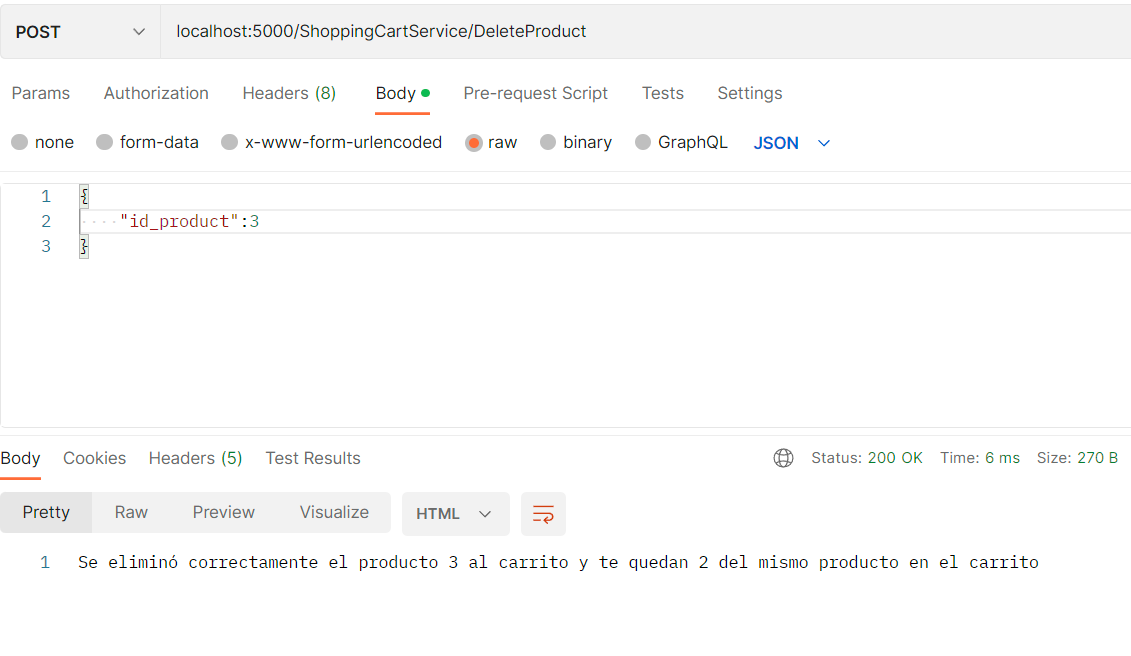 POST localhost:5000/ShoppingCartService/DeleteProduct
Params Authorization Headers (8) Body Pre-request Script Tests Settings
none form-data x-www-form-urlencoded raw binary GraphQL JSON
1 {
2 "id_product":3
3 }
Body Cookies Headers (5) Test Results Status: 200 OK Time: 6 ms Size: 270 B
Pretty Raw Preview Visualize HTML
1 Se eliminó correctamente el producto 3 al carrito y te quedan 2 del mismo producto en el carrito